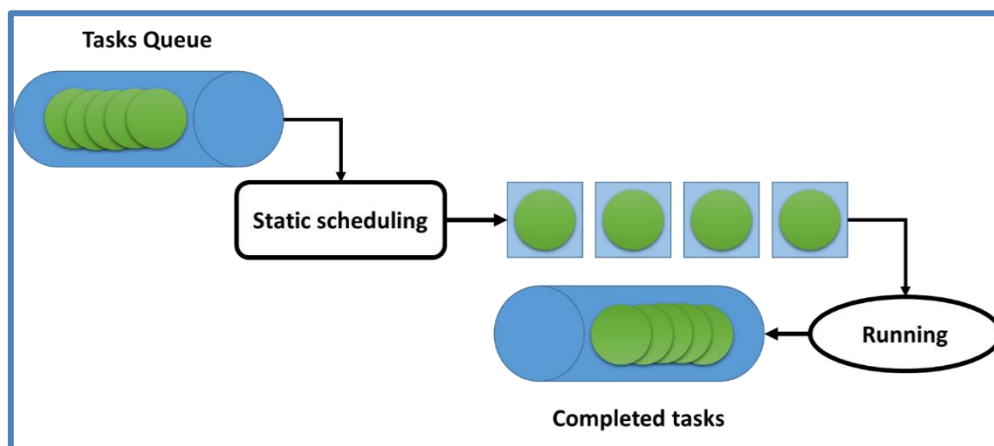 Tasks Queue
Static scheduling
Running
Completed tasks